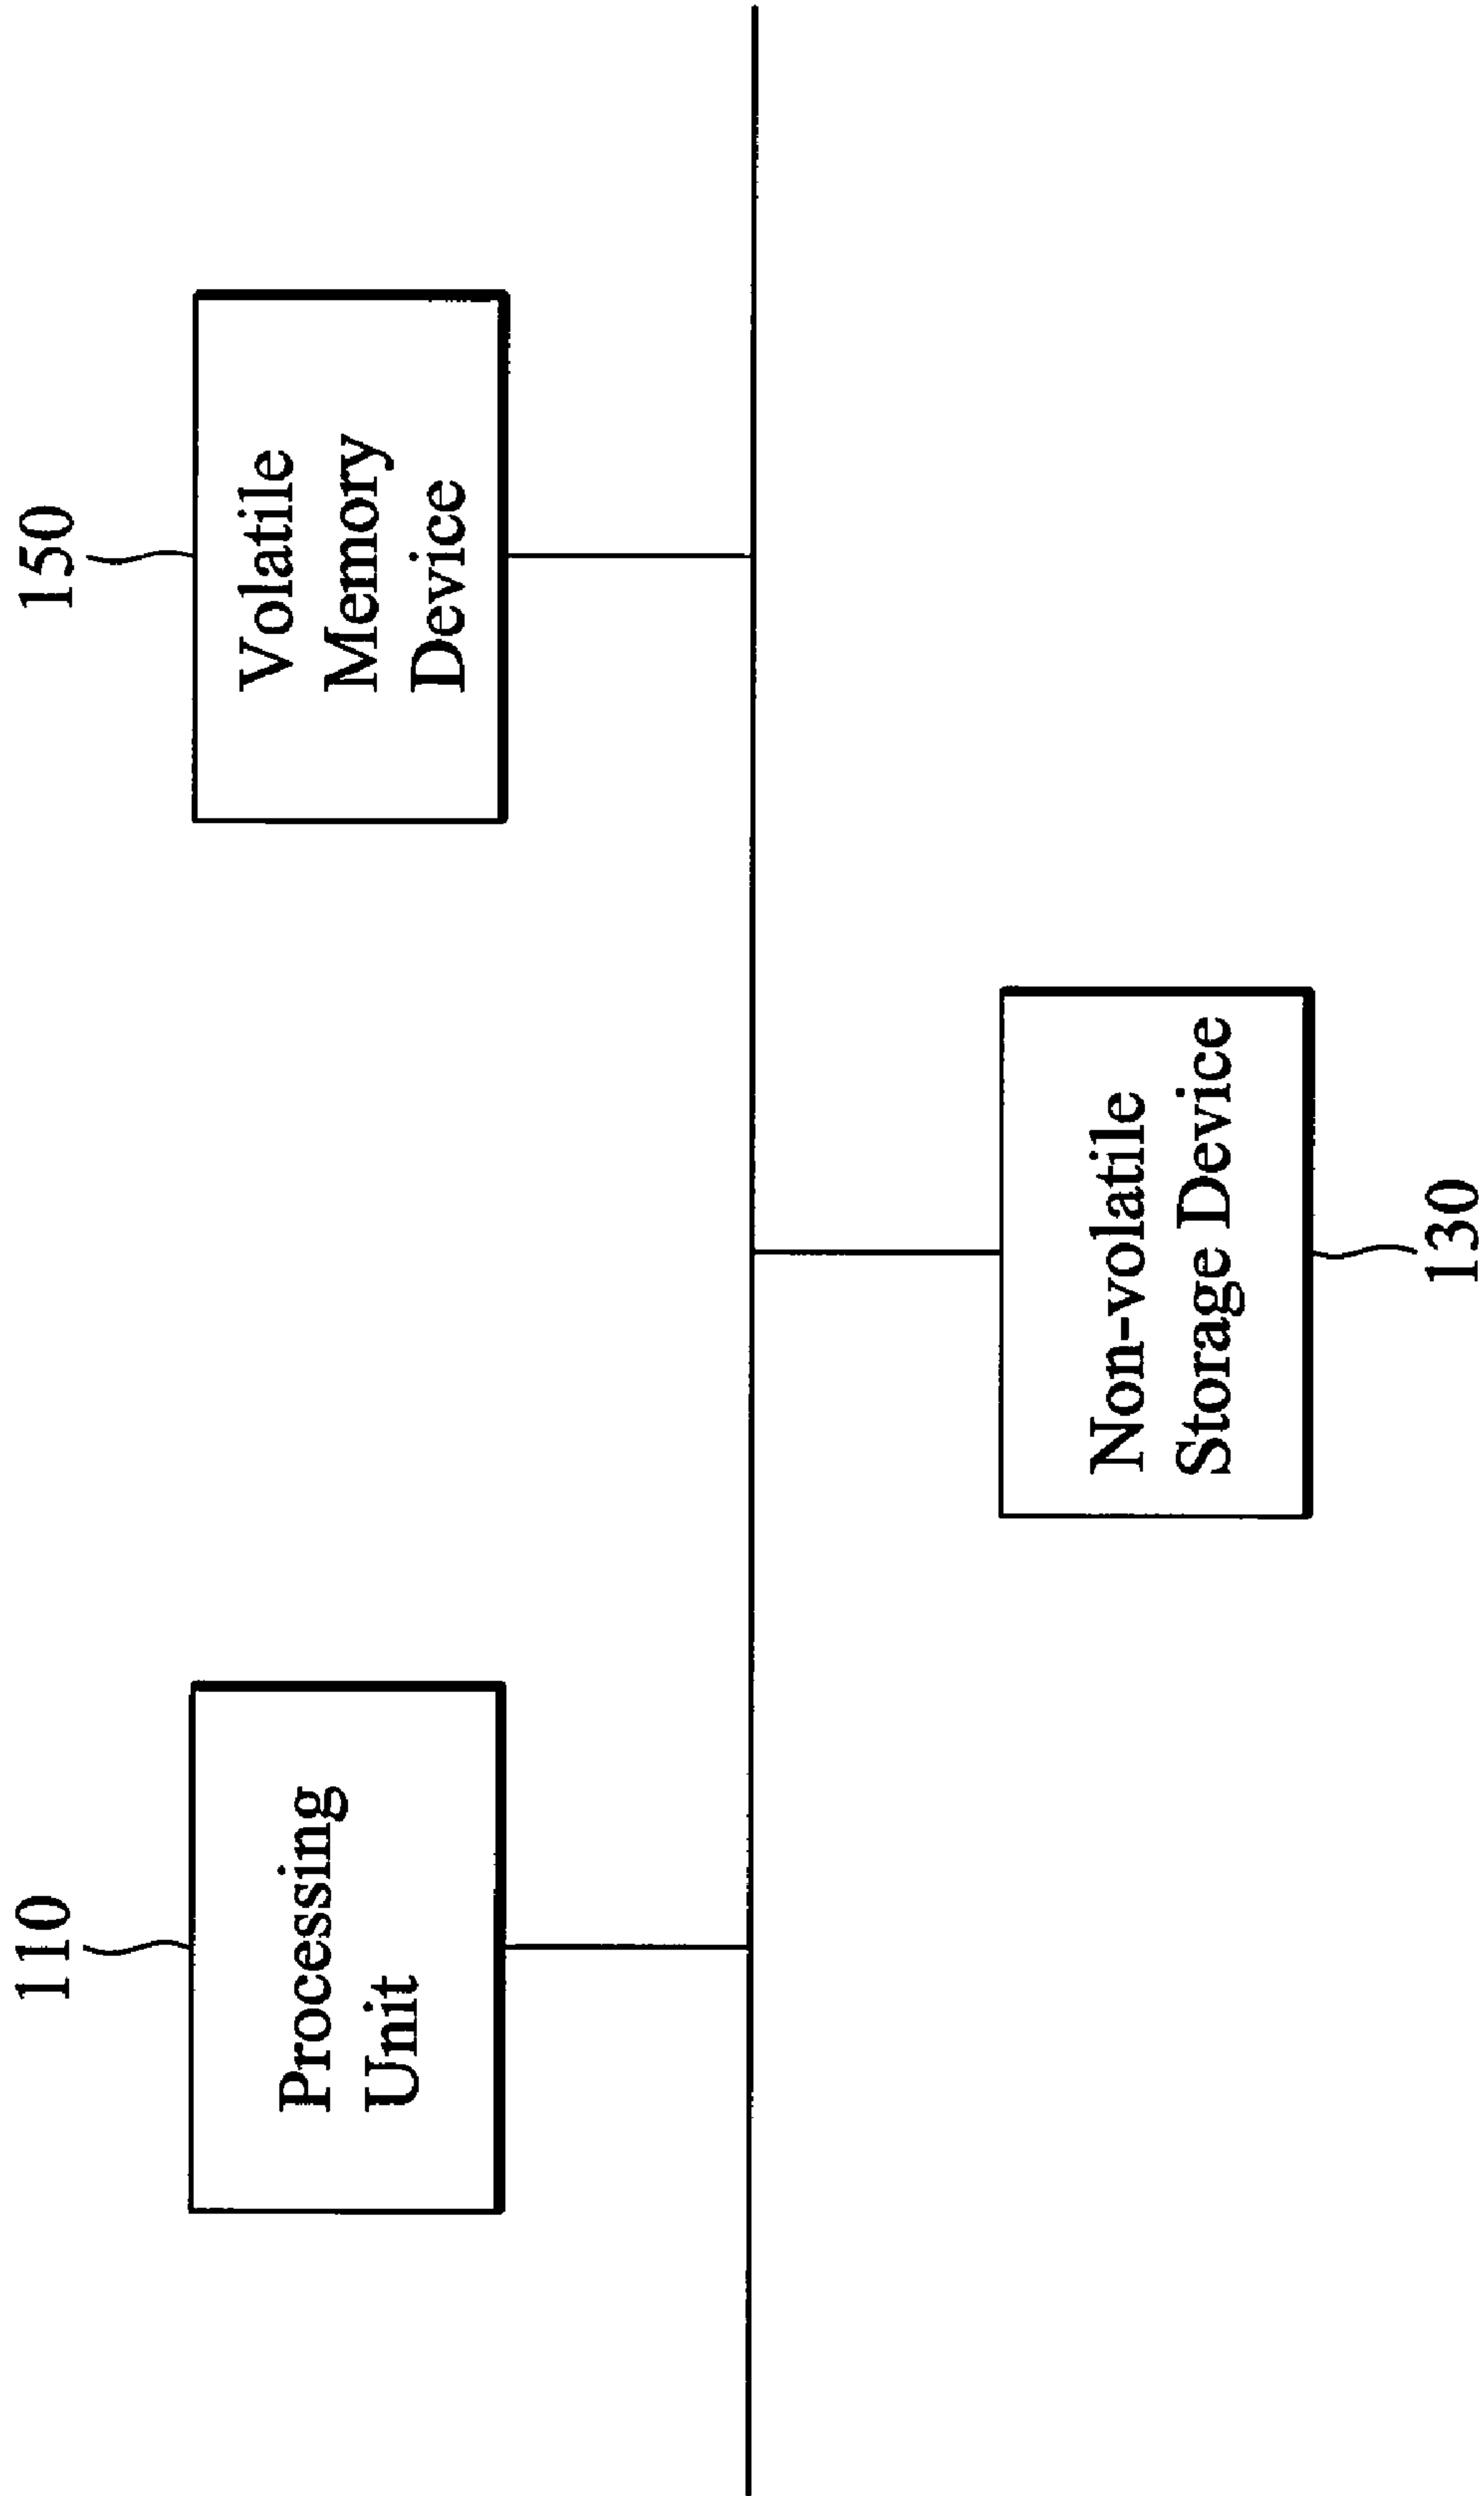 110
Processing
Unit
150
Volatile
Memory
Device
Non-volatile
Storage Device
130